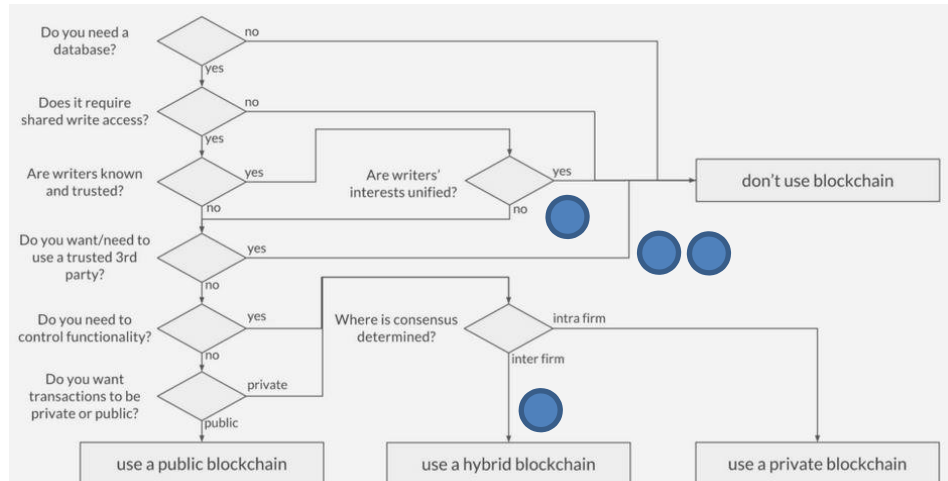 Do you need a
database?
no
yes
Does it require
shared write access?
no
yes
Are writers known
and trusted?
yes
no
Are writers'
interests unified?
yes
no
don't use blockchain
Do you want/need to
use a trusted 3rd
party?
yes
no
Do you need to
control functionality?
yes
no
Where is consensus
determined?
intra firm
inter firm
Do you want
transactions to be
private or public?
private
public
use a public blockchain
use a hybrid blockchain
use a private blockchain